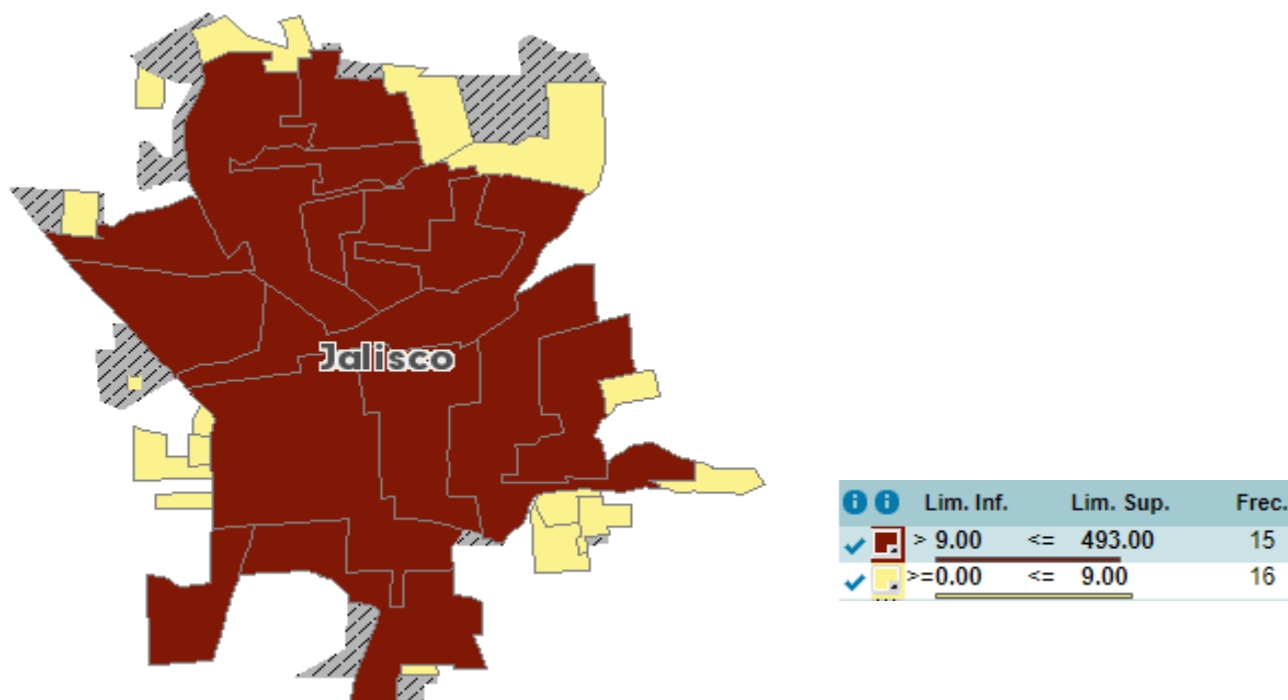 Jalisco
Lim. Inf. Lim. Sup. Frec.
> 9.00 <= 493.00 15
>=0.00 <= 9.00 16